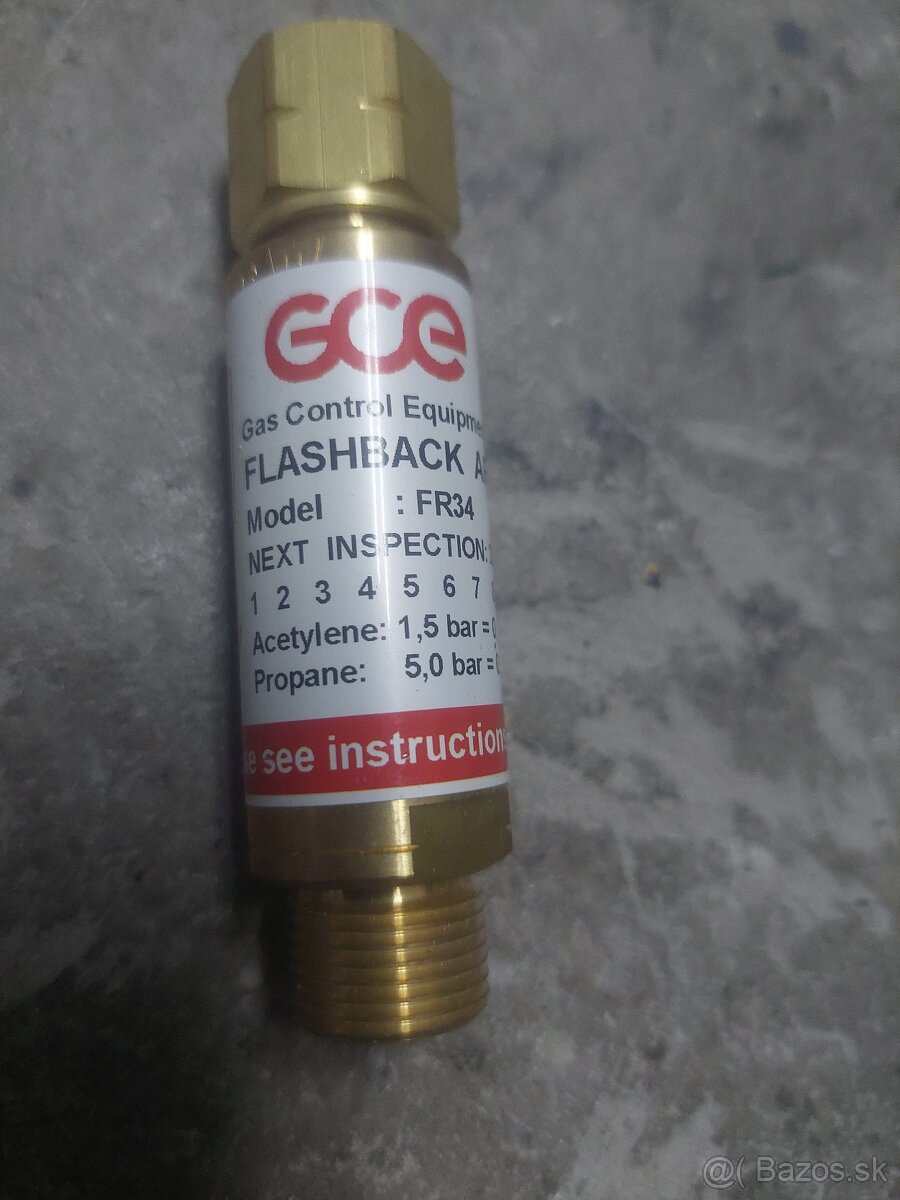 GCE
Gas Control Equipme
FLASHBACK A
Model : FR34
NEXT INSPECTION:
1 2 3 4 5 6 7
Acetylene: 1,5 bar =
Propane: 5,0 bar =
see instructions
@( Bazos.sk